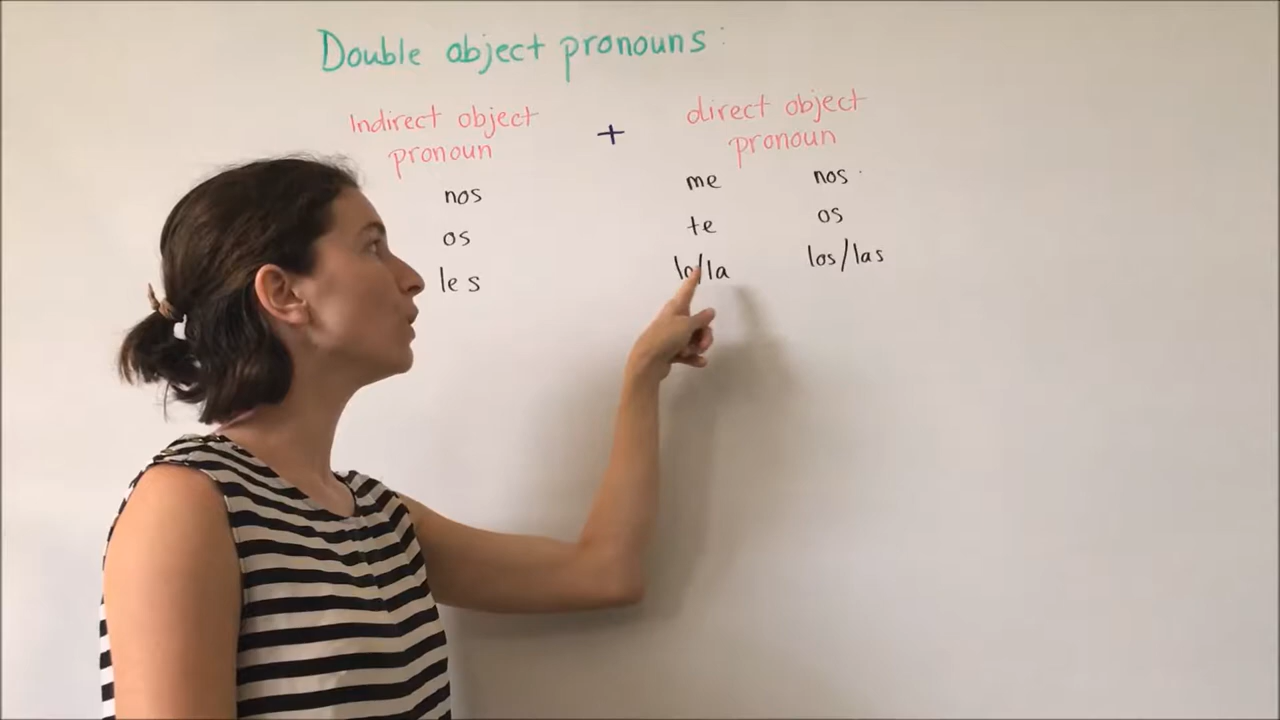 Double object pronouns:
Indirect object
pronoun
+
direct object
pronoun
nos
os
les
me
te
lo/la
nos
os
los/las